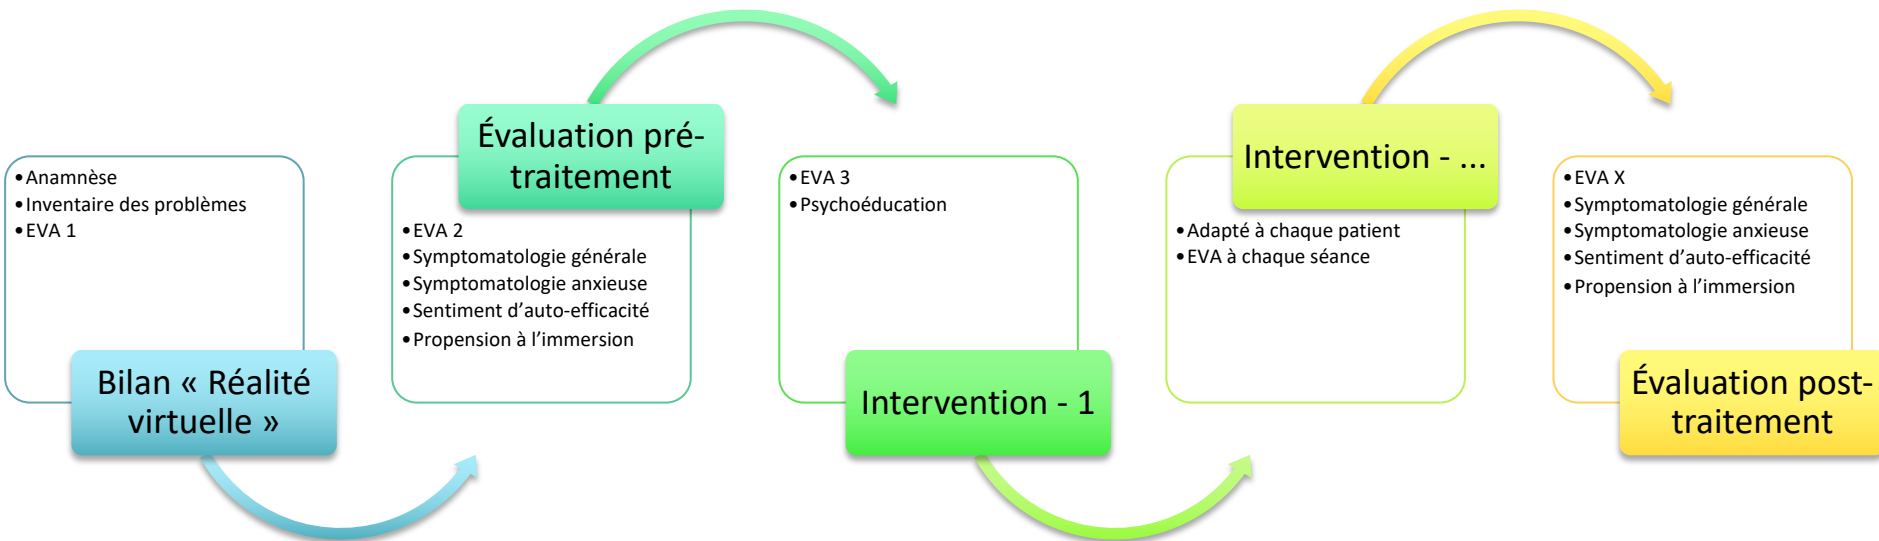 •Anamnèse
•Inventaire des problèmes
•EVA 1
Bilan « Réalité
virtuelle »
Évaluation pré-
traitement
•EVA 2
•Symptomatologie générale
•Symptomatologie anxieuse
•Sentiment d’auto-efficacité
•Propension à l’immersion
•EVA 3
•Psychoéducation
Intervention - 1
Intervention - ...
•Adapté à chaque patient
•EVA à chaque séance
•EVA X
•Symptomatologie générale
•Symptomatologie anxieuse
•Sentiment d’auto-efficacité
•Propension à l’immersion
Évaluation post-
traitement